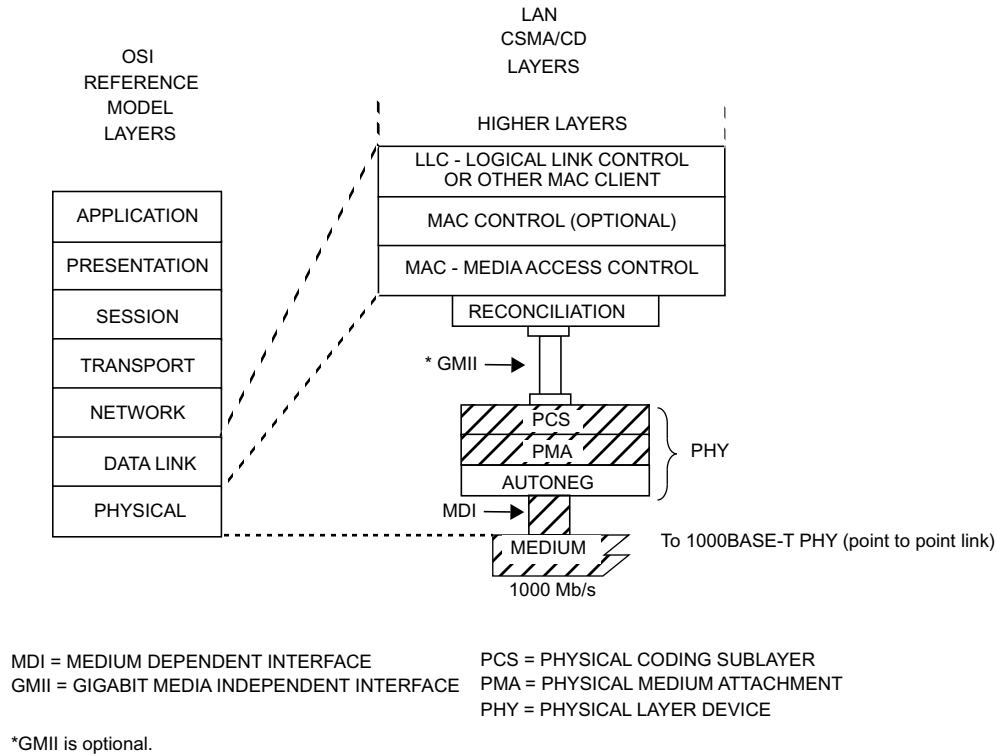 OSI
REFERENCE
MODEL
LAYERS
APPLICATION
PRESENTATION
SESSION
TRANSPORT
NETWORK
DATA LINK
PHYSICAL
LAN
CSMA/CD
LAYERS
HIGHER LAYERS
LLC - LOGICAL LINK CONTROL
OR OTHER MAC CLIENT
MAC CONTROL (OPTIONAL)
MAC - MEDIA ACCESS CONTROL
RECONCILIATION
* GMII
PCS
PMA
AUTONEG
PHY
MDI
MEDIUM
To 1000BASE-T PHY (point to point link)
1000 Mb/s
MDI = MEDIUM DEPENDENT INTERFACE
GMII = GIGABIT MEDIA INDEPENDENT INTERFACE
PCS = PHYSICAL CODING SUBLAYER
PMA = PHYSICAL MEDIUM ATTACHMENT
PHY = PHYSICAL LAYER DEVICE
*GMII is optional.